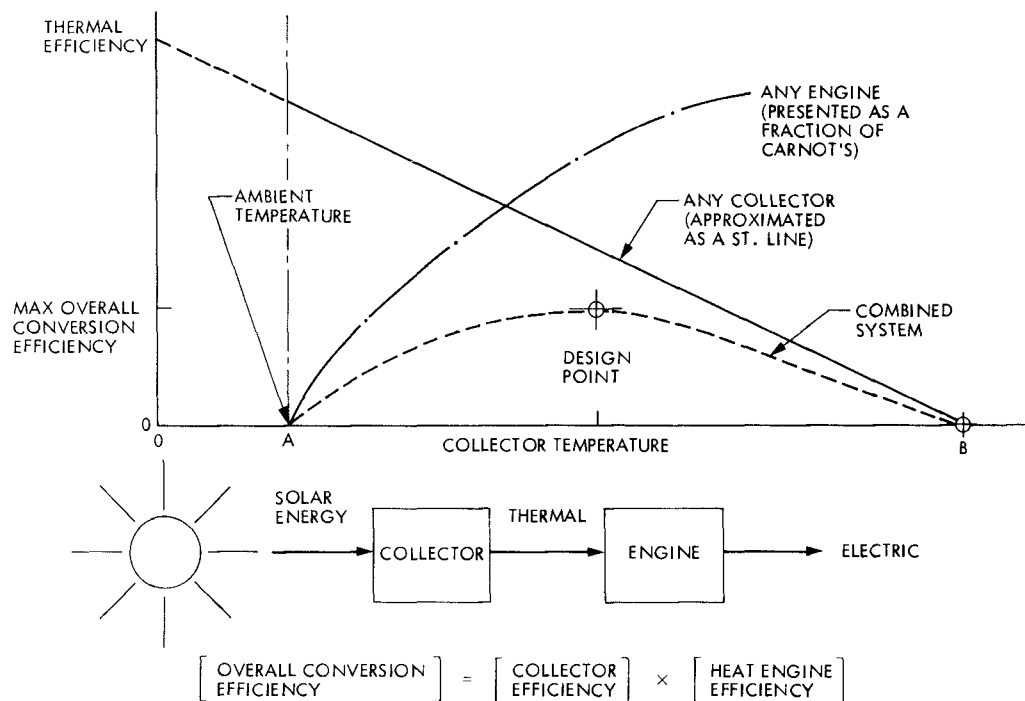 THERMAL
EFFICIENCY
ANY ENGINE
(PRESENTED AS A
FRACTION OF
CARNOT'S)
AMBIENT
TEMPERATURE
ANY COLLECTOR
(APPROXIMATED
AS A ST. LINE)
MAX OVERALL
CONVERSION
EFFICIENCY
COMBINED
SYSTEM
DESIGN
POINT
0
0
A
COLLECTOR TEMPERATURE
B
SOLAR
ENERGY
COLLECTOR
THERMAL
ENGINE
ELECTRIC
[OVERALL CONVERSION EFFICIENCY] = [COLLECTOR EFFICIENCY] × [HEAT ENGINE EFFICIENCY]